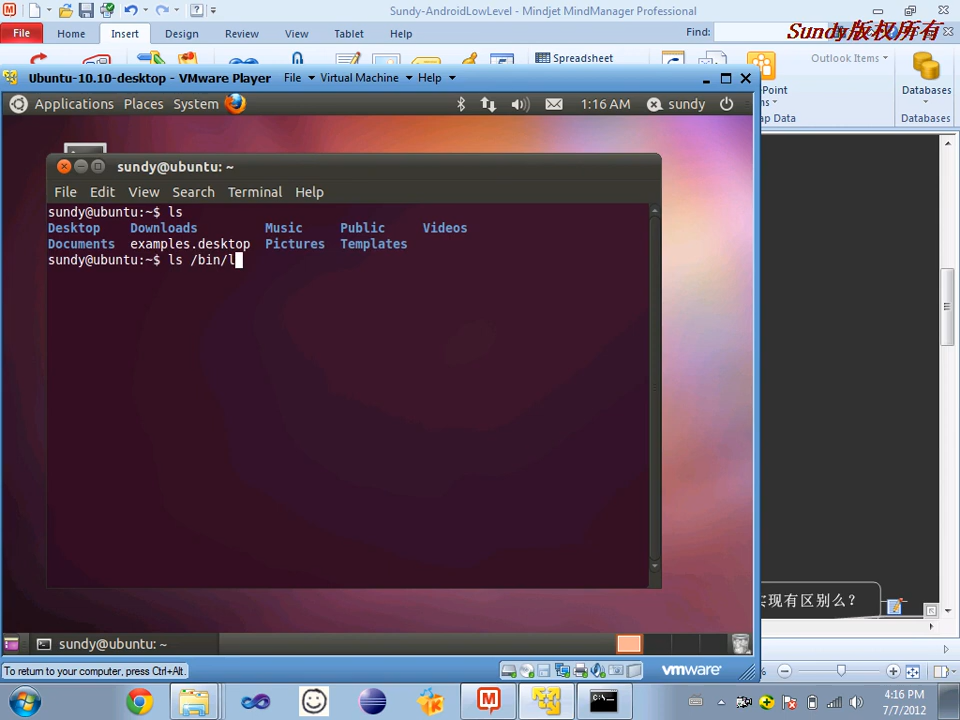 Sundy-AndroidLowLevel - Mindjet MindManager Professional
Sundy版权所有
File Home Insert Design Review View Tablet Help Find:
Spreadsheet
Outlook Items
Databases
Databases
Ubuntu-10.10-desktop - VMware Player File Virtual Machine Help
Applications Places System 1:16 AM sundy
sundy@ubuntu: ~
File Edit View Search Terminal Help
sundy@ubuntu:~$ ls
Desktop Downloads Music Public Videos
Documents examples.desktop Pictures Templates
sundy@ubuntu:~$ ls /bin/l
现有区别么？
sundy@ubuntu: ~
To return to your computer, press Ctrl+Alt.
vmware
4:16 PM
7/7/2012